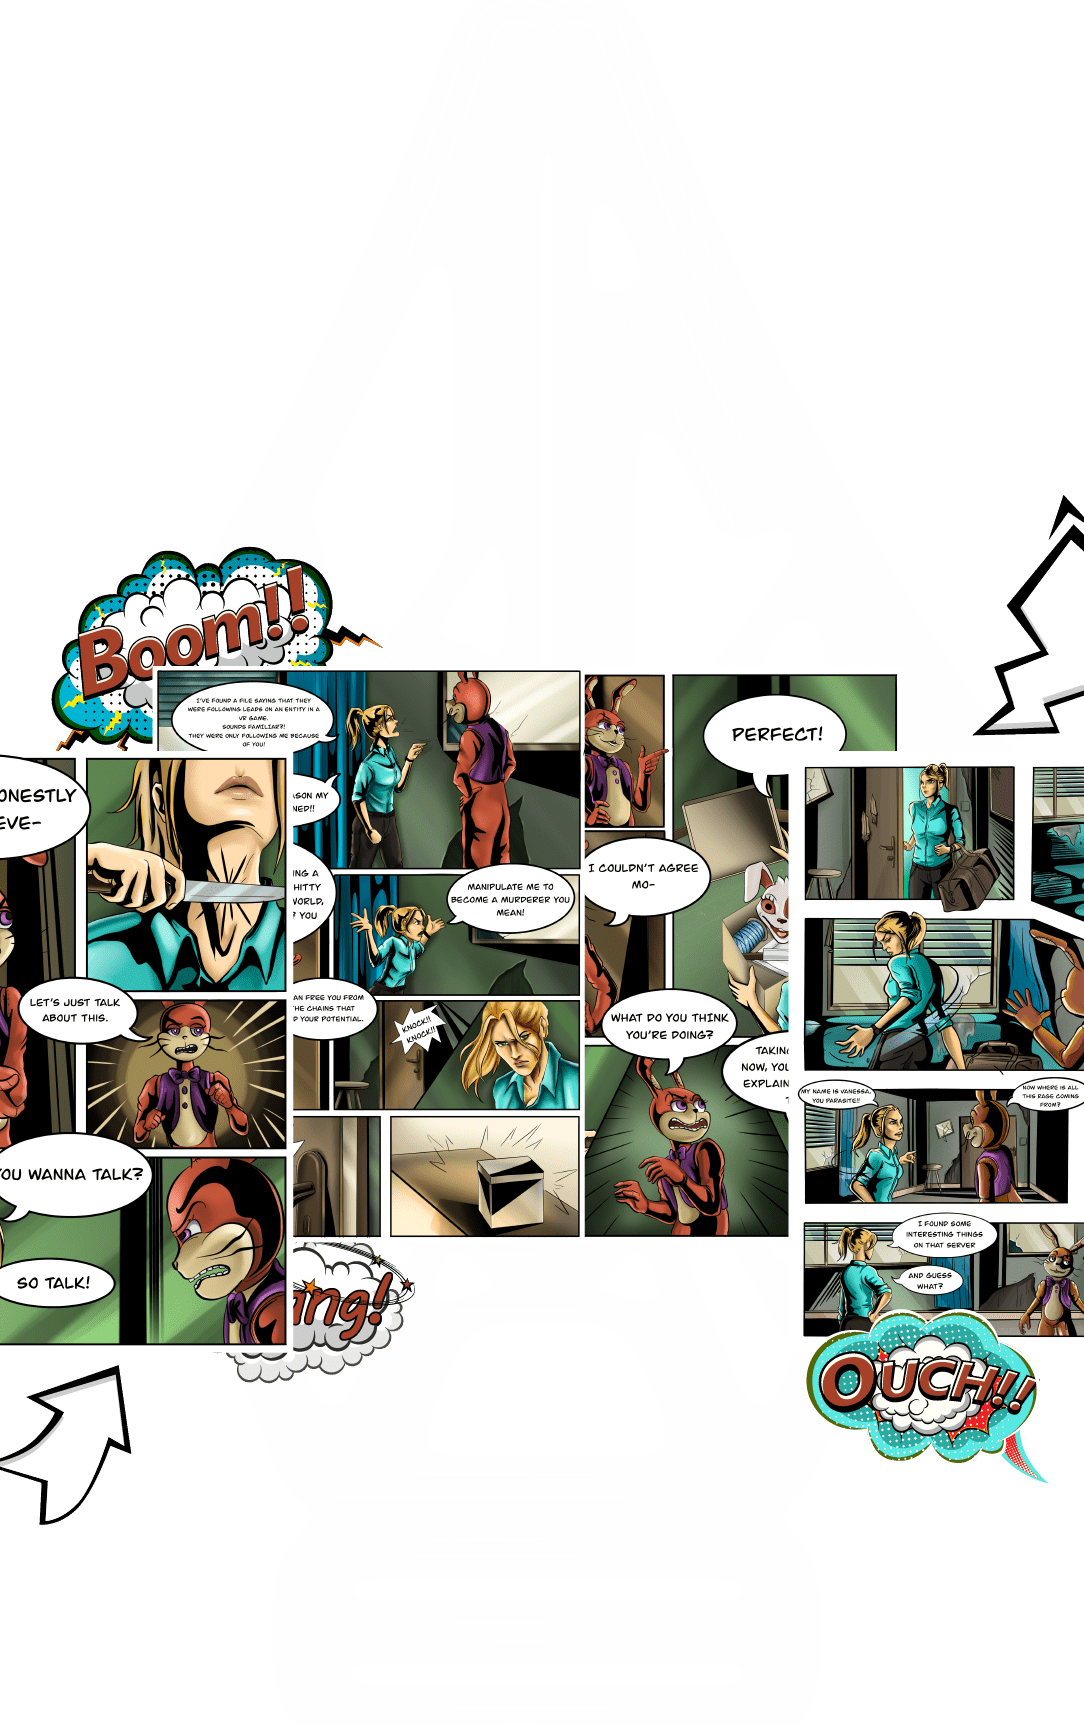 Boom!!
I'VE FOUND A FILE SAYING THAT THEY
WERE FOLLOWING LEADS ON AN ENTITY IN A
VR GAME.
SOUNDS FAMILIAR?!
THEY WERE ONLY FOLLOWING ME BECAUSE
OF YOU!
ONESTLY
EVE-
LET'S JUST TALK
ABOUT THIS.
YOU WANNA TALK?
SO TALK!
ASON MY
NED!!
ING A
HITTY
WORLD,
? YOU
MANIPULATE ME TO
BECOME A MURDERER YOU
MEAN!
AN FREE YOU FROM
HE CHAINS THAT
D YOUR POTENTIAL.
KNOCK!!
KNOCK!!
ang!
PERFECT!
I COULDN'T AGREE
MO-
WHAT DO YOU THINK
YOU'RE DOING?
TAKING
NOW, YOU
EXPLAIN
MY NAME IS VANESSA,
YOU PARASITE!!
NOW WHERE IS ALL
THIS RAGE COMING
FROM?
I FOUND SOME
INTERESTING THINGS
ON THAT SERVER
AND GUESS
WHAT?
OUCH!!